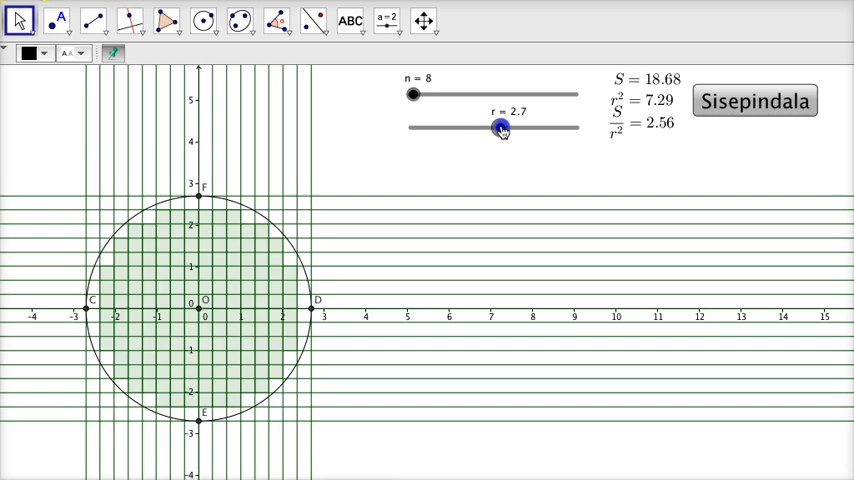 A
ABC
a=2
AA
n = 8
r = 2.7
S = 18.68
r² = 7.29
S/r² = 2.56
Sisepindala
5
4
3
F
2
1
C
0
O
D
-4 -3 -2 -1 0 1 2 3 4 5 6 7 8 9 10 11 12 13 14 15
-1
-2
E
-3
-4